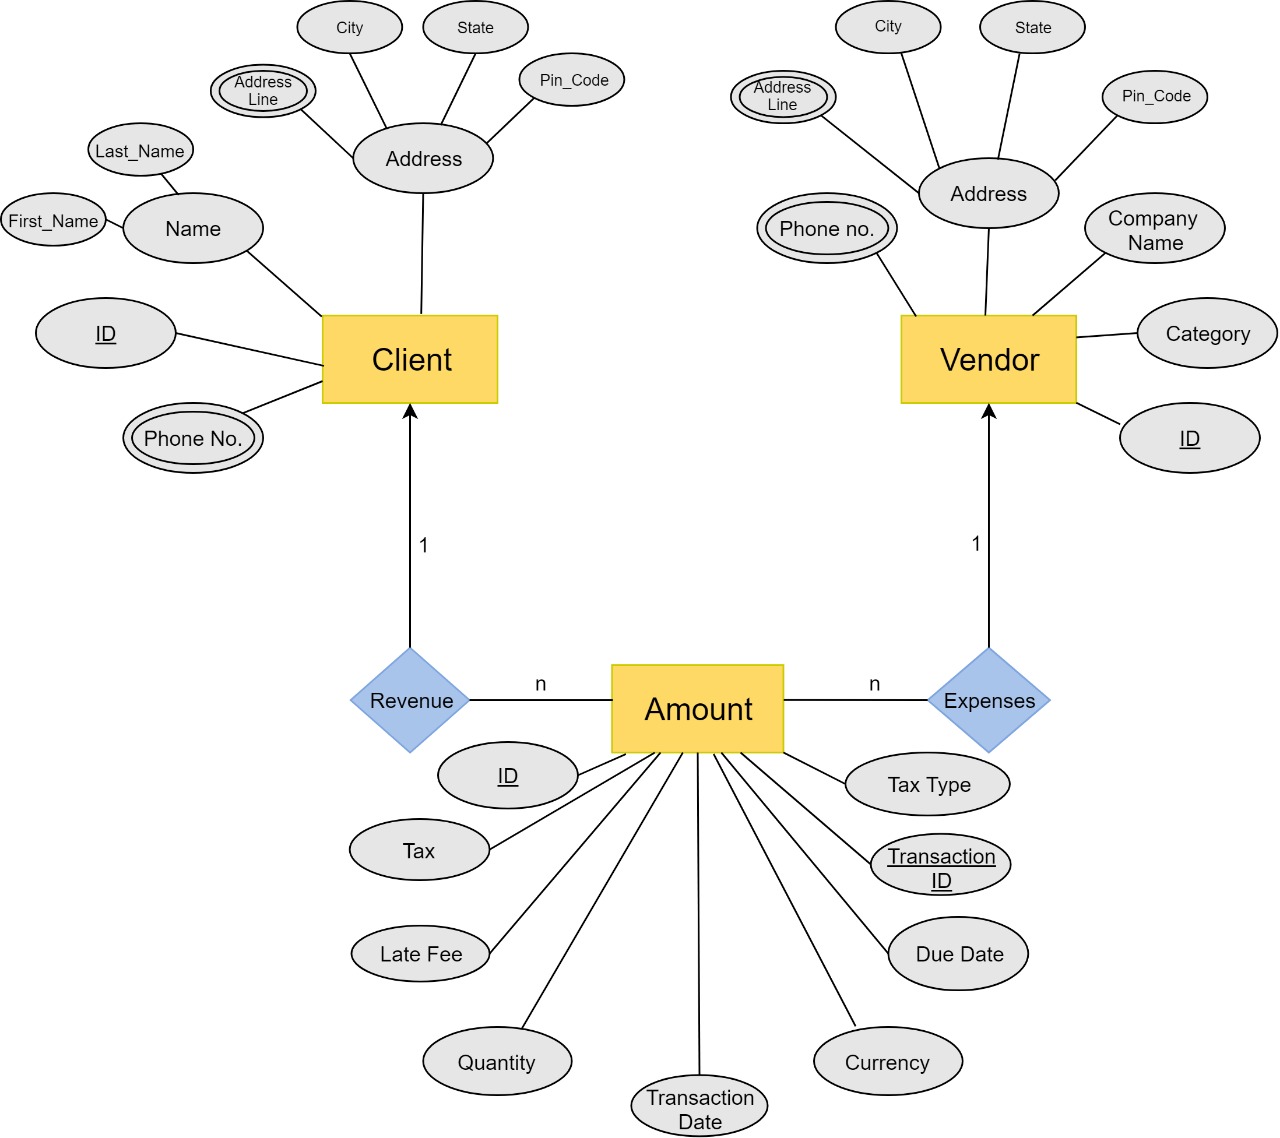 City
State
Address
Line
Pin_Code
Last_Name
Address
First_Name
Name
ID
Client
Phone No.
City
State
Address
Line
Pin_Code
Address
Phone no.
Company
Name
Category
Vendor
ID
1
1
Revenue
n
Amount
n
Expenses
ID
Tax Type
Tax
Transaction
ID
Late Fee
Due Date
Quantity
Currency
Transaction
Date